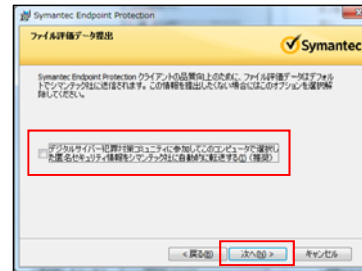 Symantec Endpoint Protection
ファイル評価データ提出
Symantec
Symantec Endpoint Protection クライアントの品質向上のために、ファイル評価データはデフォル
トでシマンテック社に送信されます。この情報を提出したくない場合にはこのオプションを選択解
除してください。
デジタルサイバー犯罪対策コミュニティに参加してこのコンピュータで選択し
た匿名セキュリティ情報をシマンテック社に自動的に転送する(I) (推奨)
< 戻る(B)
次へ(N) >
キャンセル